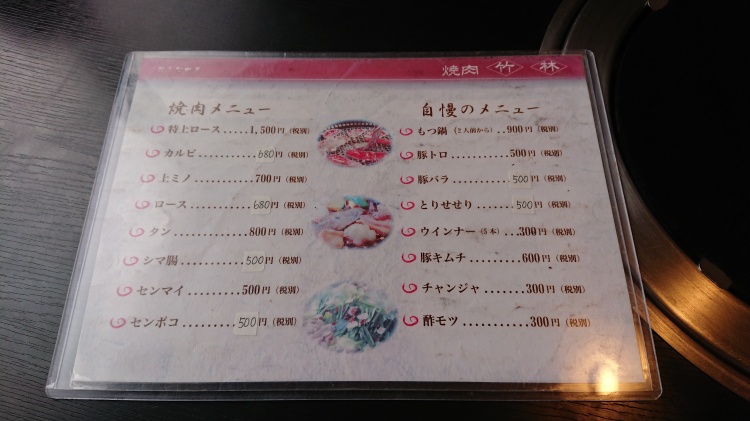 焼肉 竹 林
焼肉メニュー
特上ロース.....1,500円(税別)
カルビ..............680円(税別)
上ミノ..............700円(税別)
ロース..............680円(税別)
タン................800円(税別)
シマ腸............500円(税別)
センマイ.........500円(税別)
センポコ.........500円(税別)
自慢のメニュー
もつ鍋(2人前から)..900円(税別)
豚トロ............500円(税別)
豚バラ............500円(税別)
とりせせり......500円(税別)
ウインナー(5本)...300円(税別)
豚キムチ.........600円(税別)
チャンジャ......300円(税別)
酢モツ............300円(税別)